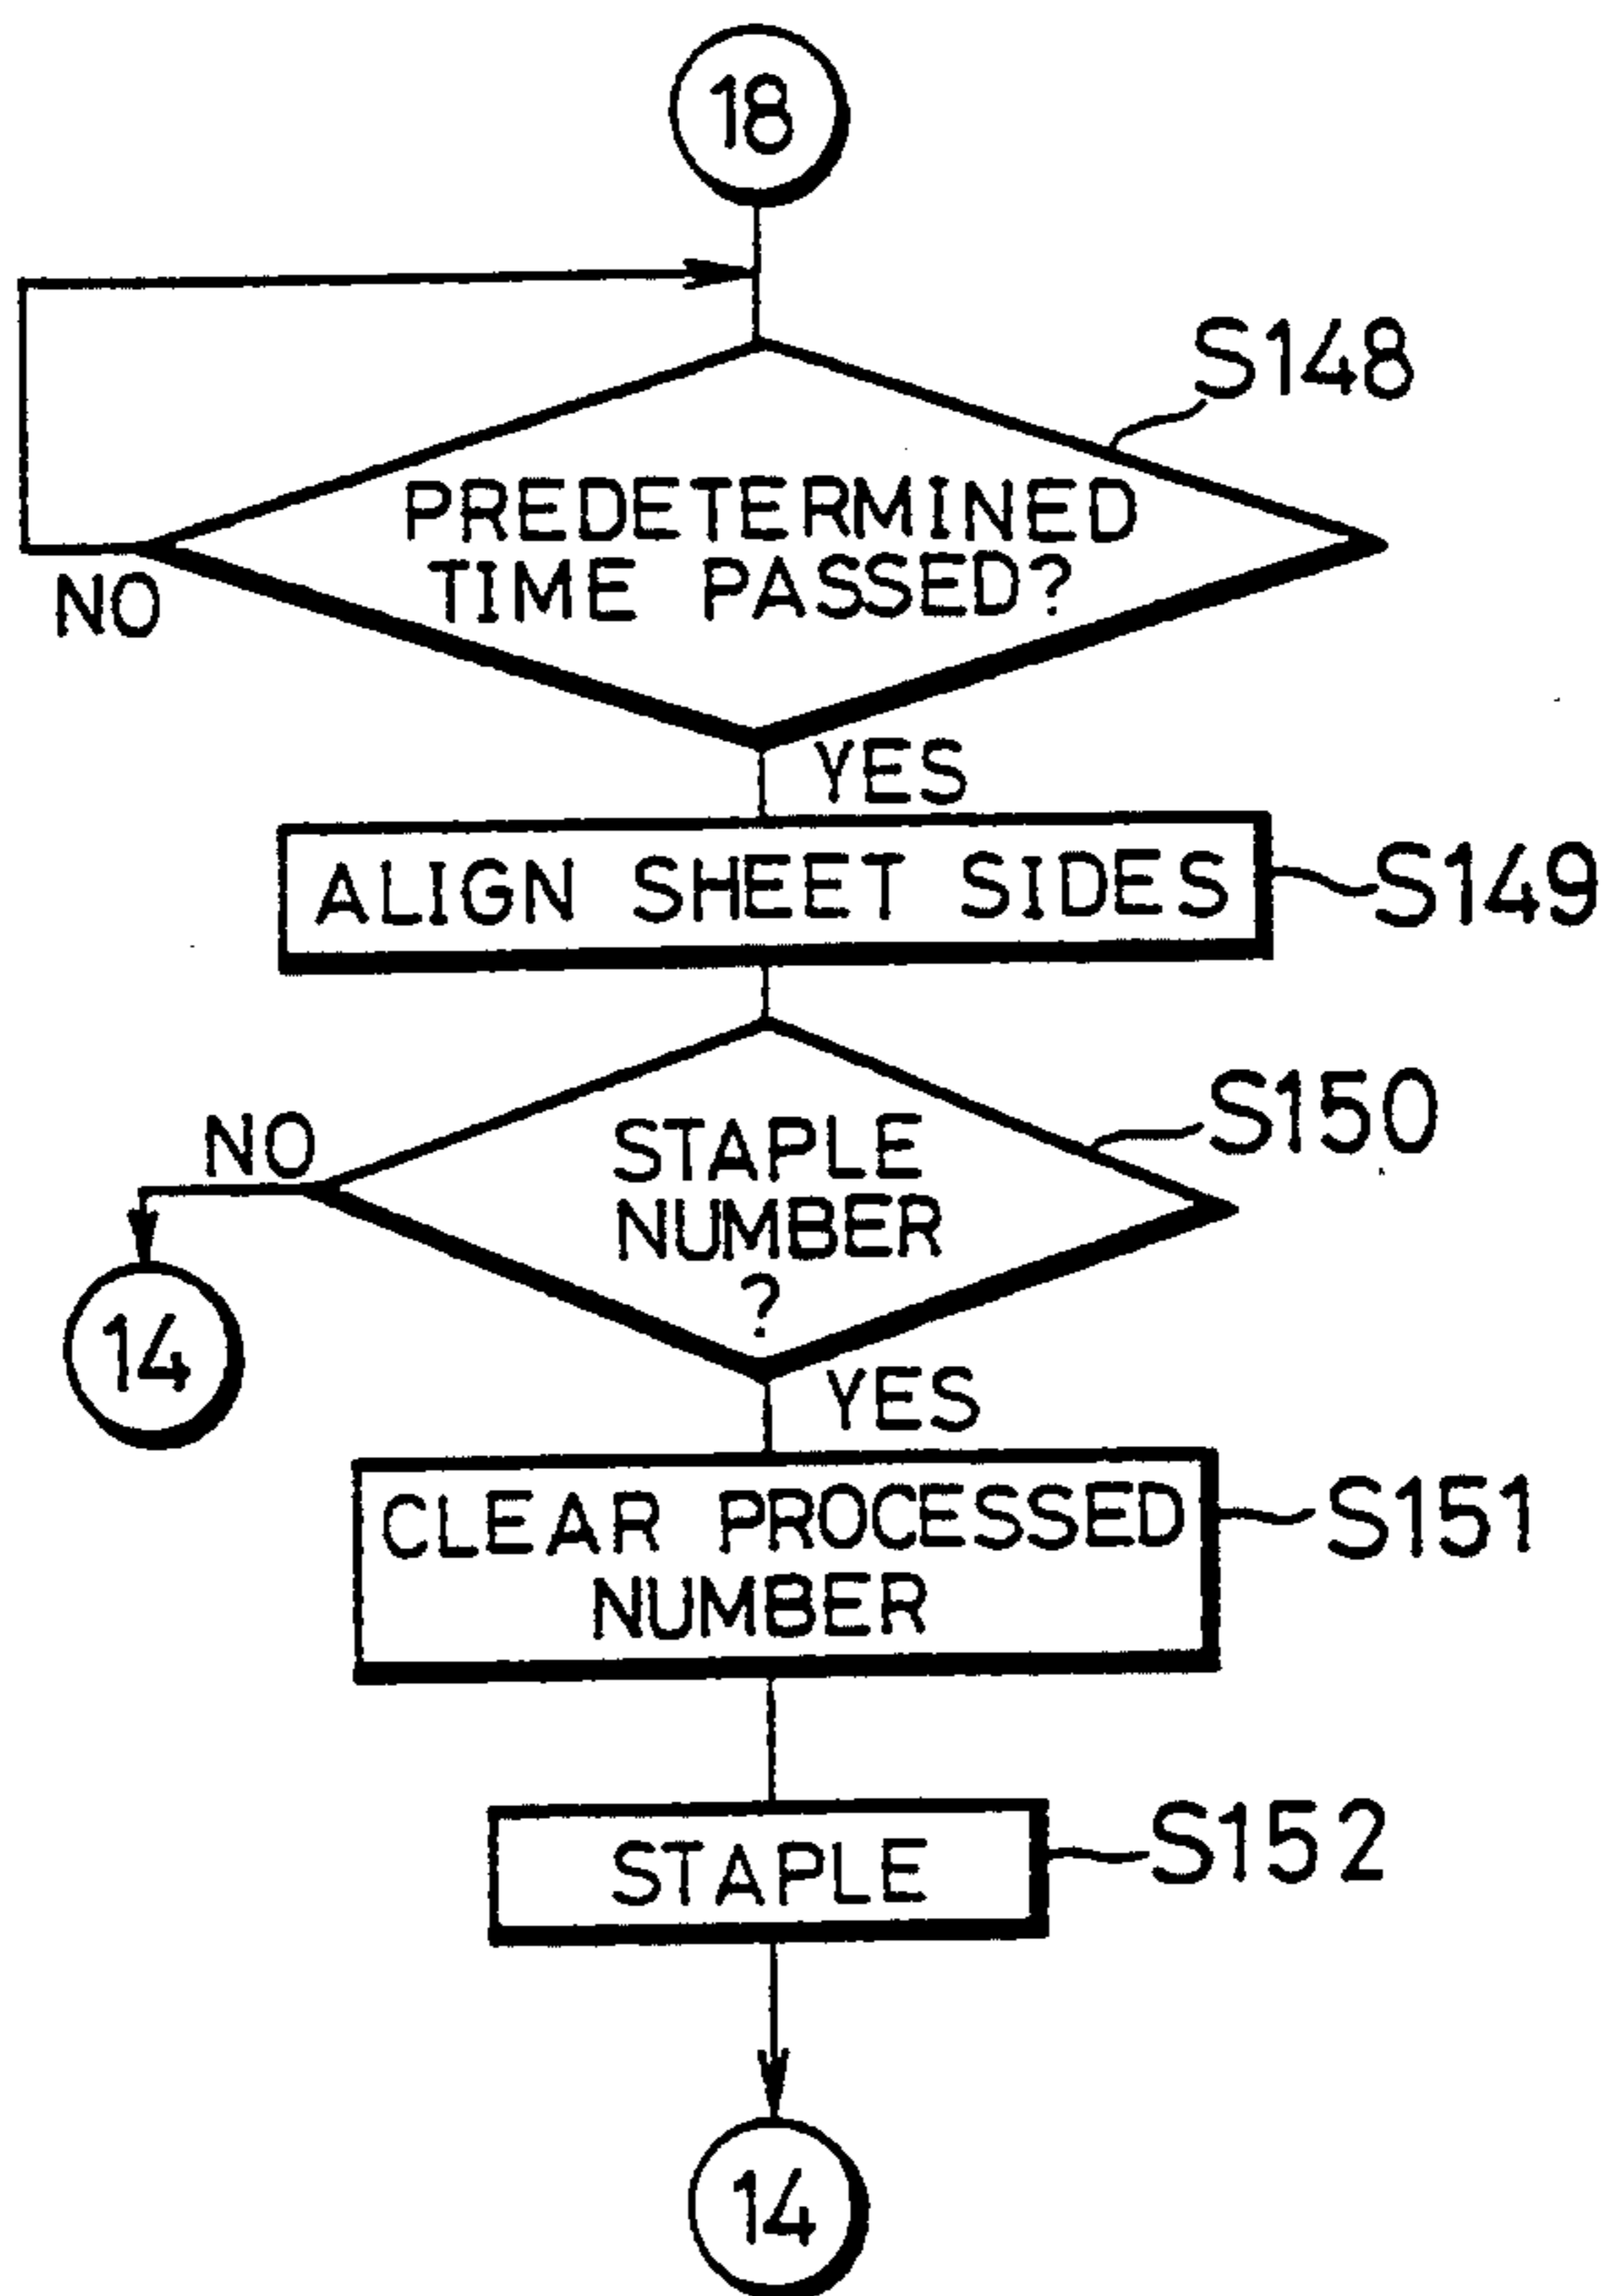 18
S148
PREDETERMINED
TIME PASSED?
NO
YES
ALIGN SHEET SIDES
S149
NO
STAPLE
NUMBER
?
S150
14
YES
CLEAR PROCESSED
NUMBER
S151
STAPLE
S152
14